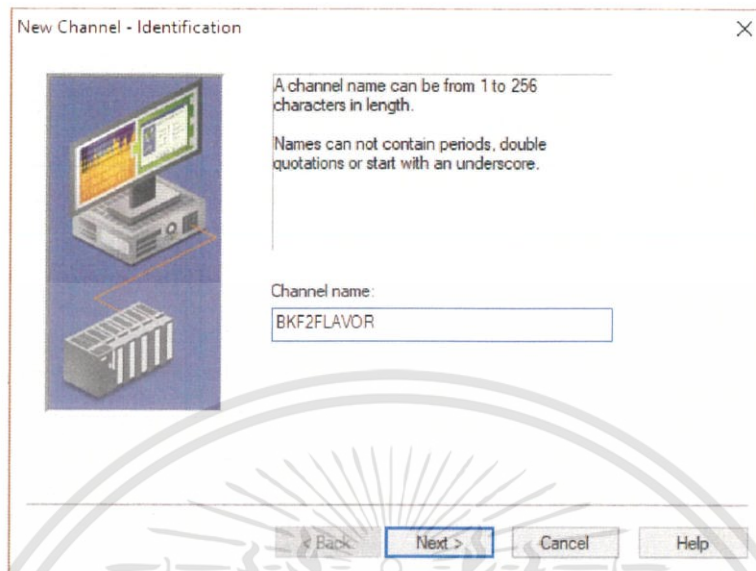 New Channel - Identification
A channel name can be from 1 to 256
characters in length.
Names can not contain periods, double
quotations or start with an underscore.
Channel name:
BKF2FLAVOR
< Back
Next >
Cancel
Help